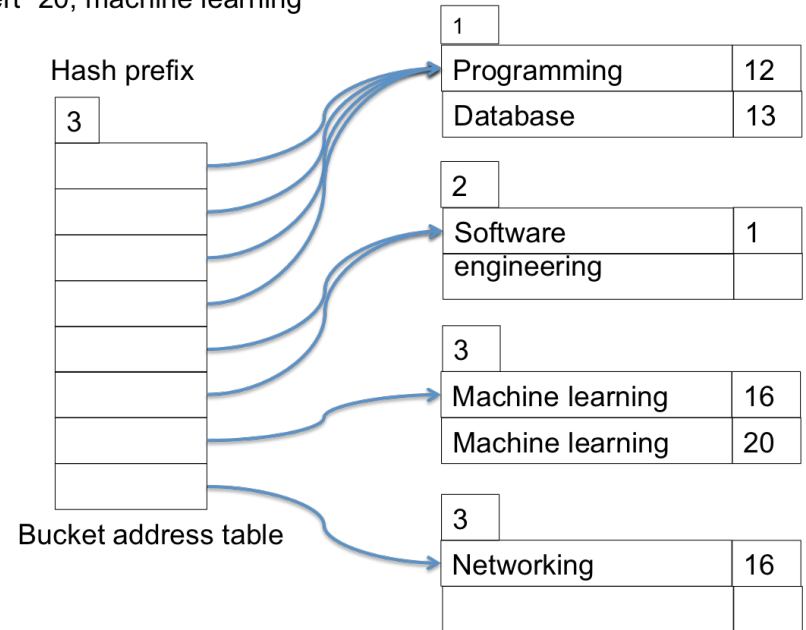 20, machine learning
1
Hash prefix
Programming 12
3
Database 13
2
Software 1
engineering
3
Machine learning 16
Machine learning 20
3
Bucket address table
Networking 16